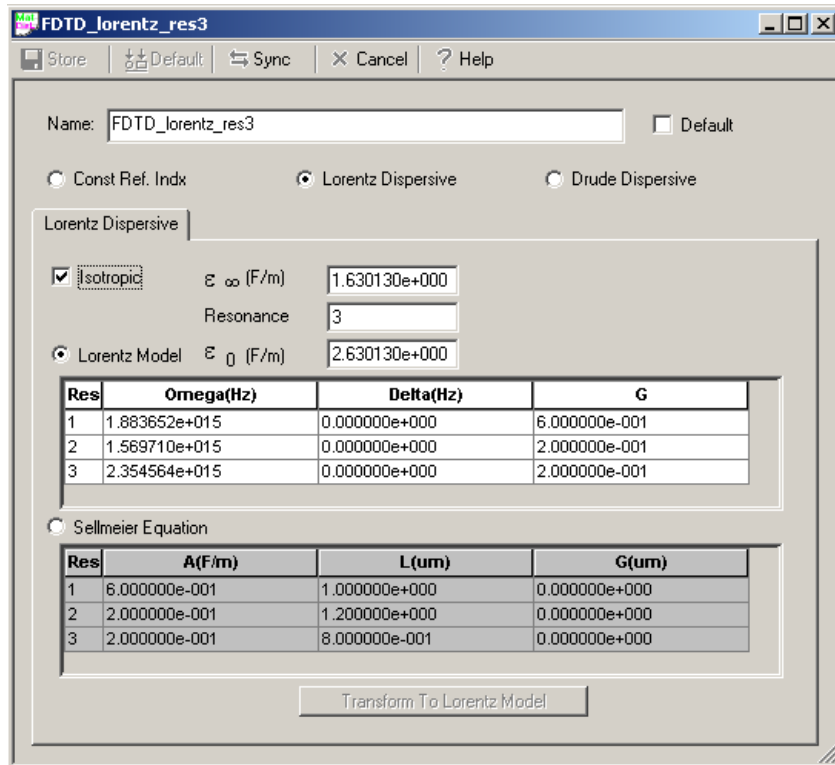 FDTD_lorentz_res3
Store Default Sync Cancel Help
Name: FDTD_lorentz_res3 Default
Const Ref. Indx Lorentz Dispersive Drude Dispersive
Lorentz Dispersive
Isotropic ε ∞ (F/m) 1.630130e+000
Resonance 3
Lorentz Model ε 0 (F/m) 2.630130e+000
Res Omega(Hz) Delta(Hz) G
1 1.883652e+015 0.000000e+000 6.000000e-001
2 1.569710e+015 0.000000e+000 2.000000e-001
3 2.354564e+015 0.000000e+000 2.000000e-001
Sellmeier Equation
Res A(F/m) L(um) G(um)
1 6.000000e-001 1.000000e+000 0.000000e+000
2 2.000000e-001 1.200000e+000 0.000000e+000
3 2.000000e-001 8.000000e-001 0.000000e+000
Transform To Lorentz Model